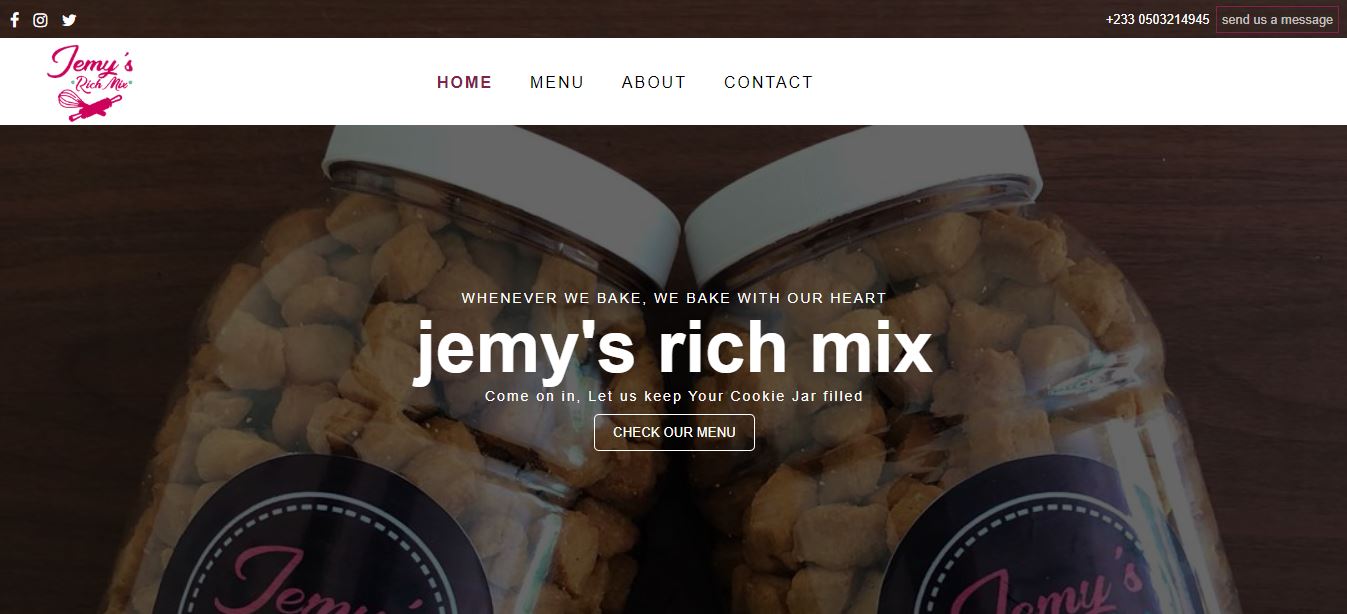 +233 0503214945 send us a message
Jemy's
Rich Mix
HOME MENU ABOUT CONTACT
WHENEVER WE BAKE, WE BAKE WITH OUR HEART
jemy's rich mix
Come on in, Let us keep Your Cookie Jar filled
CHECK OUR MENU
Jemy's
Jemy's